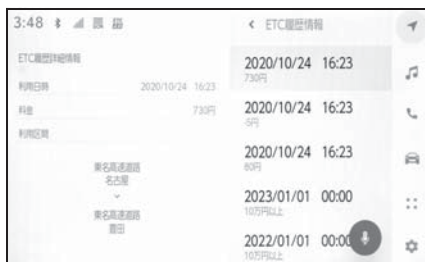 3:48
ETC履歴詳細情報
利用日時 2020/10/24 16:23
料金 730円
利用区間
東名高速道路
名古屋
東名高速道路
豊田
ETC履歴情報
2020/10/24 16:23
730円
2020/10/24 16:23
-5円
2020/10/24 16:23
60円
2023/01/01 00:00
10万円以上
2022/01/01 00:00
10万円以上